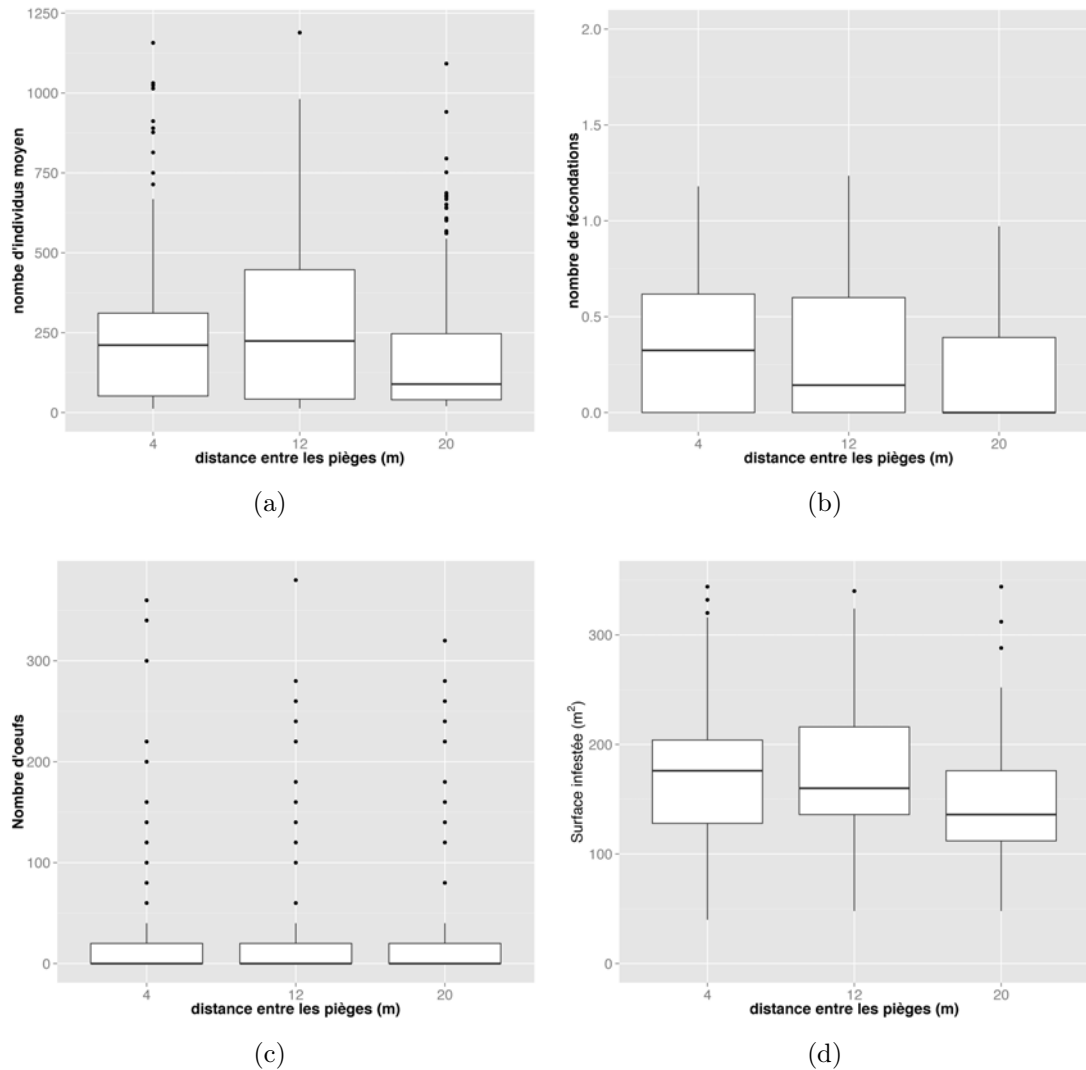 1250
1000
750
500
250
0
nombe d'individus moyen
4 12 20
distance entre les pièges (m)
(a)
2.0
1.5
1.0
0.5
0.0
nombre de fécondations
4 12 20
distance entre les pièges (m)
(b)
300
200
100
0
Nombre d'oeufs
4 12 20
distance entre les pièges (m)
(c)
300
200
100
0
Surface infestée (m²)
4 12 20
distance entre les pièges (m)
(d)